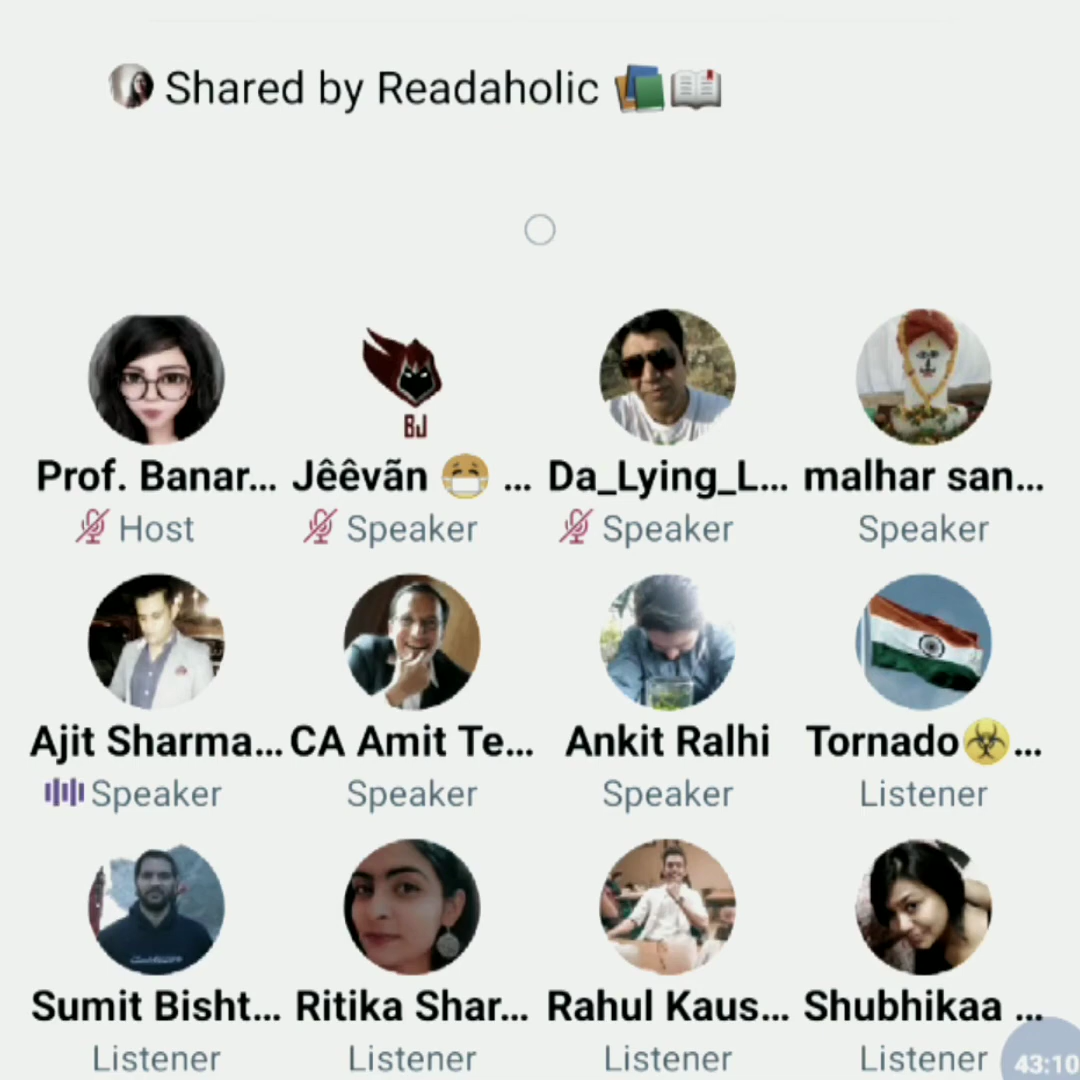 Shared by Readaholic 📚📖
BJ
Prof. Banar... Jêêvãn 😷 ... Da_Lying_L... malhar san...
Host Speaker Speaker Speaker
Ajit Sharma... CA Amit Te... Ankit Ralhi Tornado☣️...
Speaker Speaker Speaker Listener
Sumit Bisht... Ritika Shar... Rahul Kaus... Shubhikaa ...
Listener Listener Listener Listener
43:10